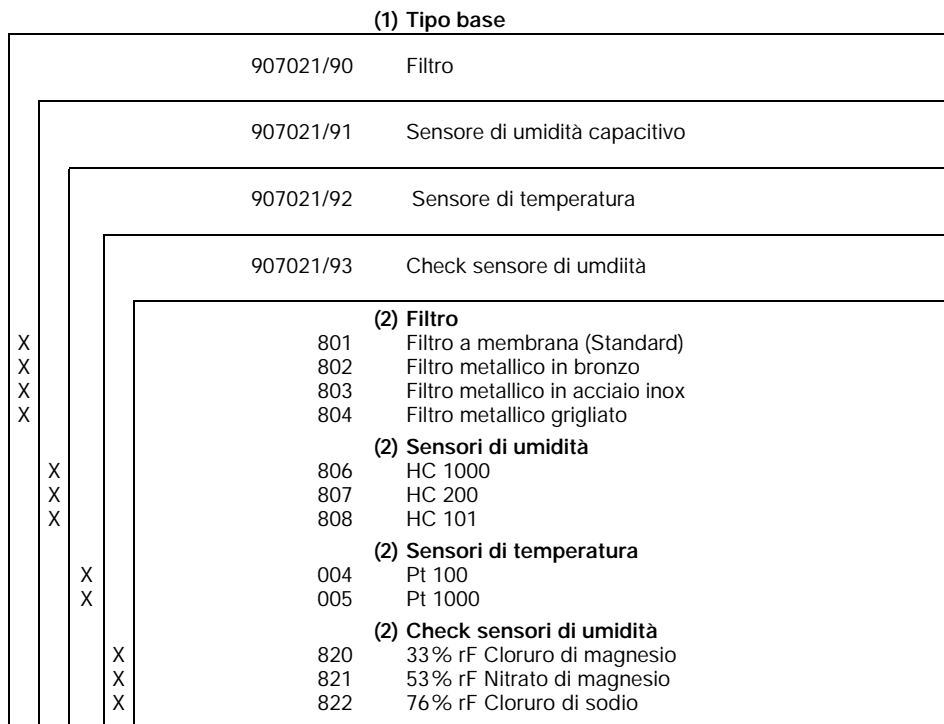 (1) Tipo base
907021/90 Filtro
907021/91 Sensore di umidità capacitivo
907021/92 Sensore di temperatura
907021/93 Check sensore di umdiità
(2) Filtro
X 801 Filtro a membrana (Standard)
X 802 Filtro metallico in bronzo
X 803 Filtro metallico in acciaio inox
X 804 Filtro metallico grigliato
(2) Sensori di umidità
X 806 HC 1000
X 807 HC 200
X 808 HC 101
(2) Sensori di temperatura
X 004 Pt 100
X 005 Pt 1000
(2) Check sensori di umidità
X 820 33% rF Cloruro di magnesio
X 821 53% rF Nitrato di magnesio
X 822 76% rF Cloruro di sodio